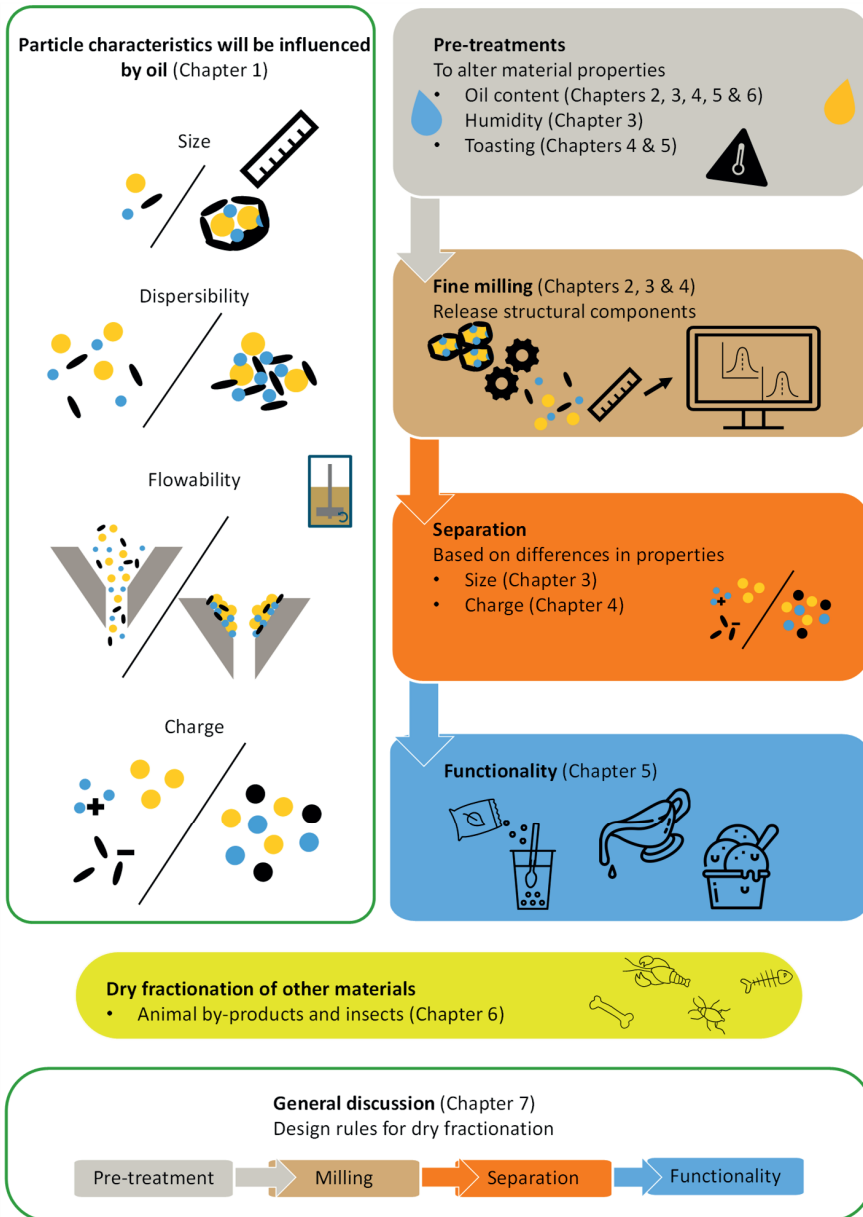 Particle characteristics will be influenced
by oil (Chapter 1)
Size
Dispersibility
Flowability
Charge
Pre-treatments
To alter material properties
• Oil content (Chapters 2, 3, 4, 5 & 6)
• Humidity (Chapter 3)
• Toasting (Chapters 4 & 5)
Fine milling (Chapters 2, 3 & 4)
Release structural components
Separation
Based on differences in properties
• Size (Chapter 3)
• Charge (Chapter 4)
Functionality (Chapter 5)
Dry fractionation of other materials
• Animal by-products and insects (Chapter 6)
General discussion (Chapter 7)
Design rules for dry fractionation
Pre-treatment
Milling
Separation
Functionality